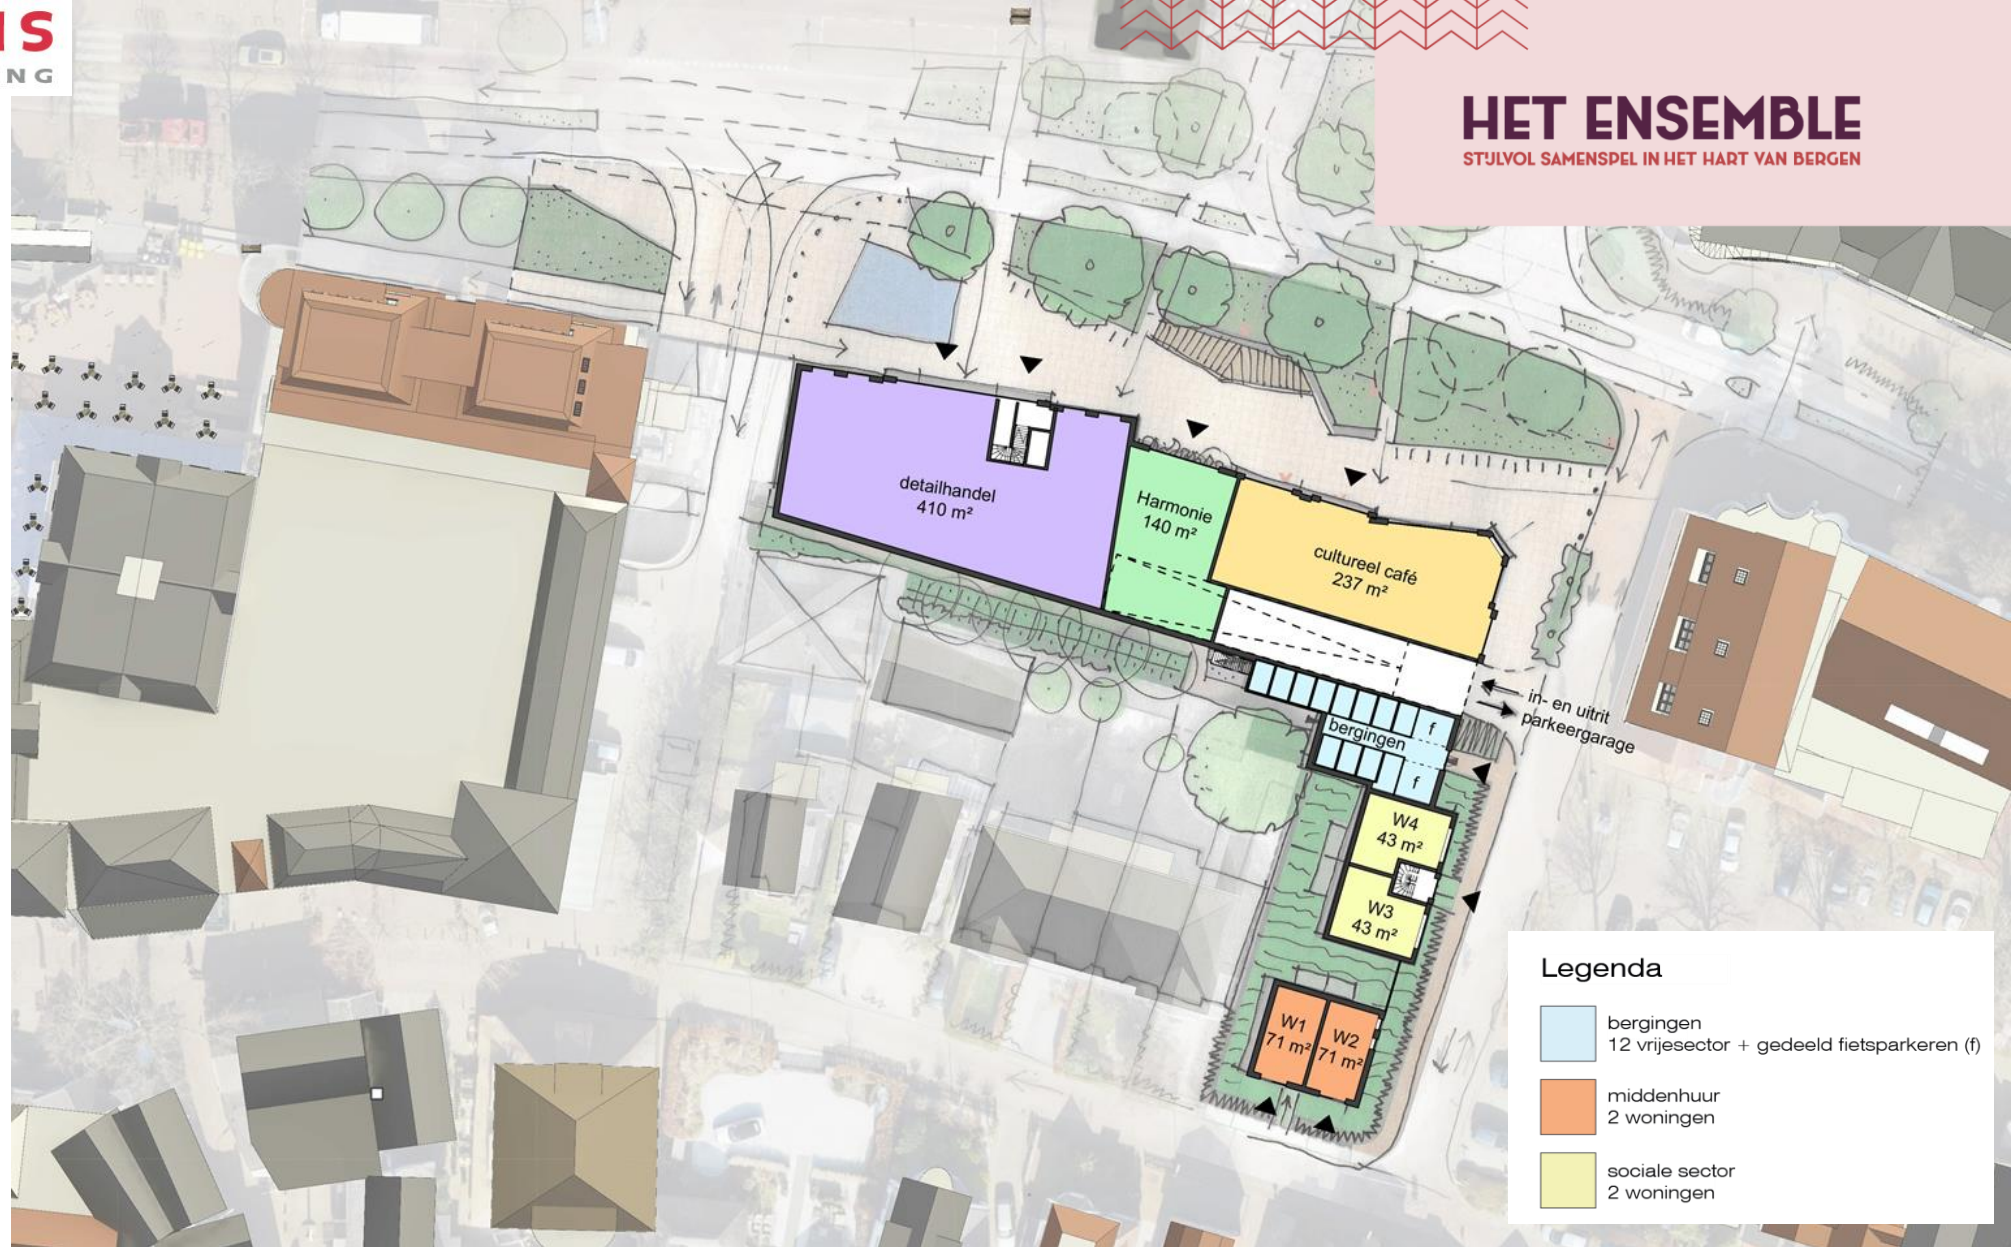 IS
NG
HET ENSEMBLE
STIJLVOL SAMENSPEL IN HET HART VAN BERGEN
detailhandel
410 m²
Harmonie
140 m²
cultureel café
237 m²
in- en uitrit
parkeergarage
f
bergingen
f
W4
43 m²
W3
43 m²
W1
71 m²
W2
71 m²
Legenda
bergingen
12 vrijesector + gedeeld fietsparkeren (f)
middenhuur
2 woningen
sociale sector
2 woningen